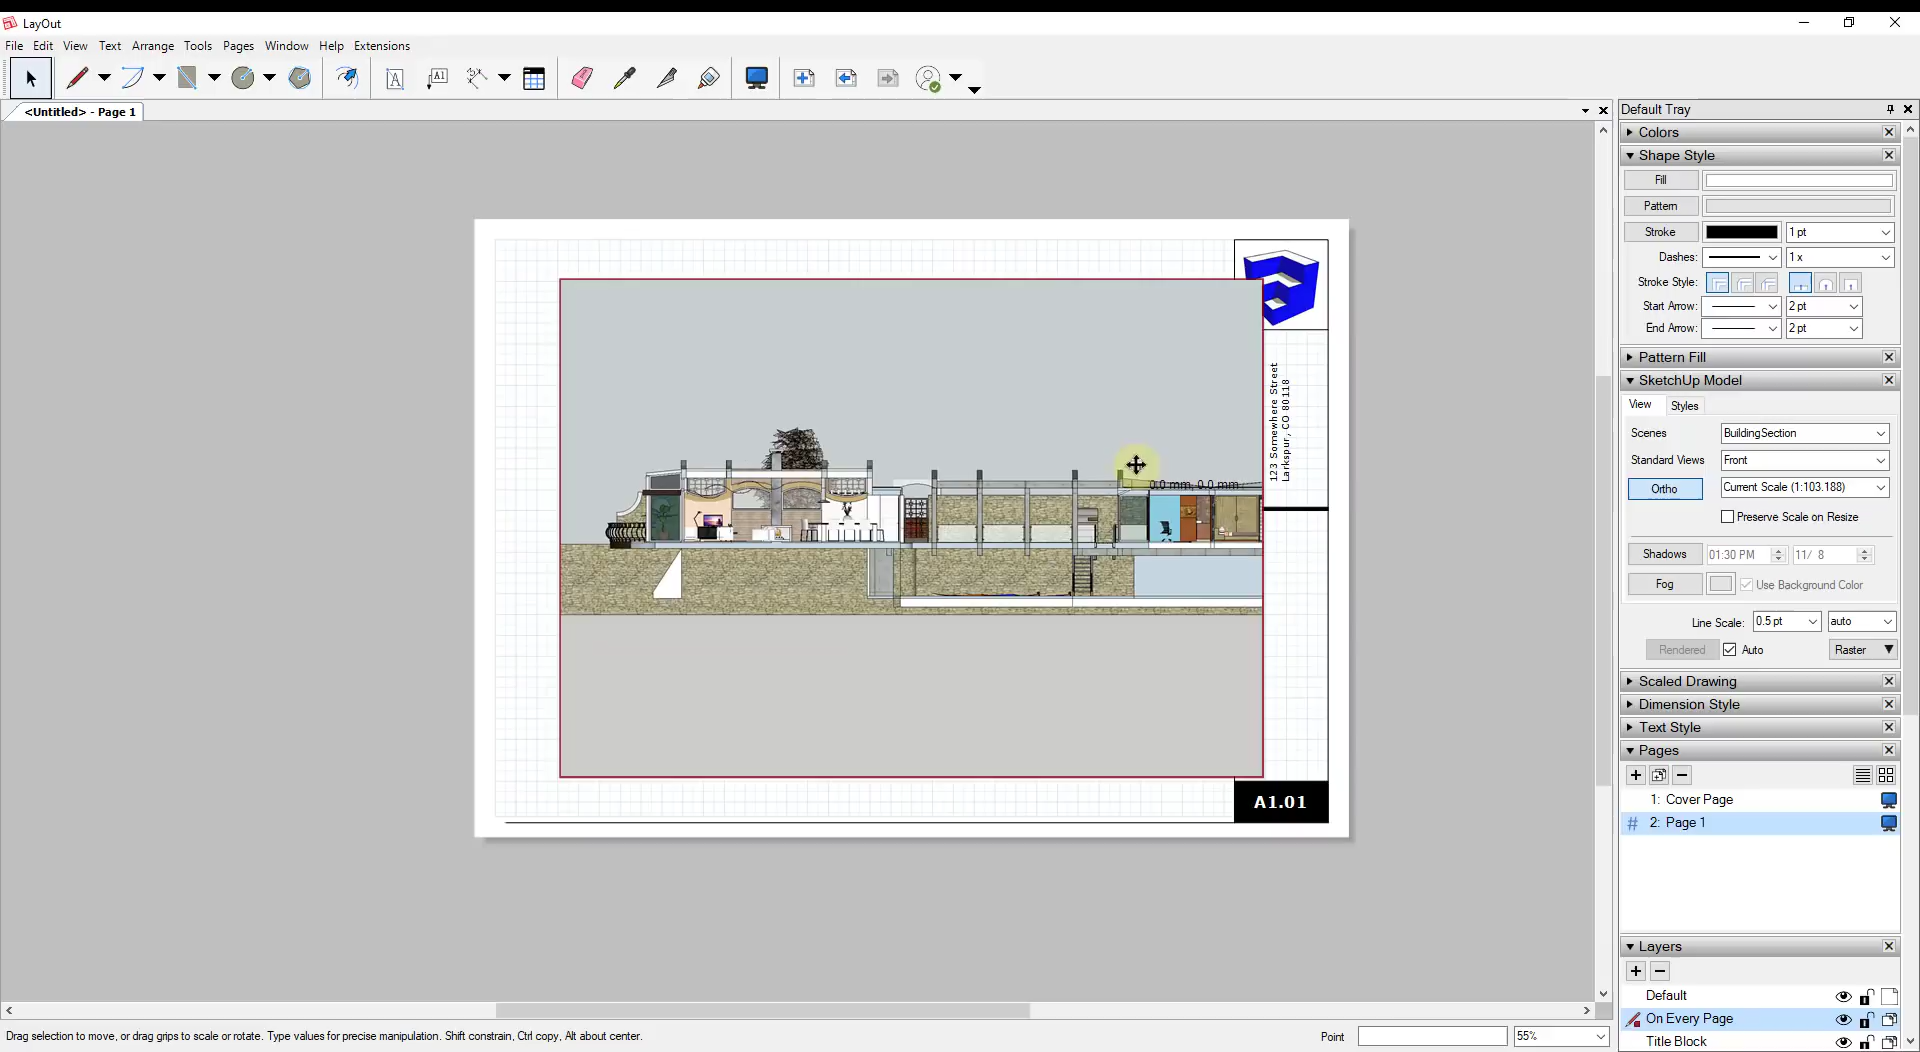 LayOut
File Edit View Text Arrange Tools Pages Window Help Extensions
<Untitled> - Page 1
123 Somewhere Street
Larkspur, CO 80118
0.0 mm, 0.0 mm
A1.01
Default Tray
Colors
Shape Style
Fill
Pattern
Stroke 1 pt
Dashes: 1 x
Stroke Style:
Start Arrow: 2 pt
End Arrow: 2 pt
Pattern Fill
SketchUp Model
View Styles
Scenes BuildingSection
Standard Views Front
Ortho Current Scale (1:103.188)
Preserve Scale on Resize
Shadows 01:30 PM 11/ 8
Fog Use Background Color
Line Scale: 0.5 pt auto
Rendered Auto Raster
Scaled Drawing
Dimension Style
Text Style
Pages
1: Cover Page
# 2: Page 1
Layers
Default
On Every Page
Title Block
Drag selection to move, or drag grips to scale or rotate. Type values for precise manipulation. Shift constrain, Ctrl copy, Alt about center.
Point 55%